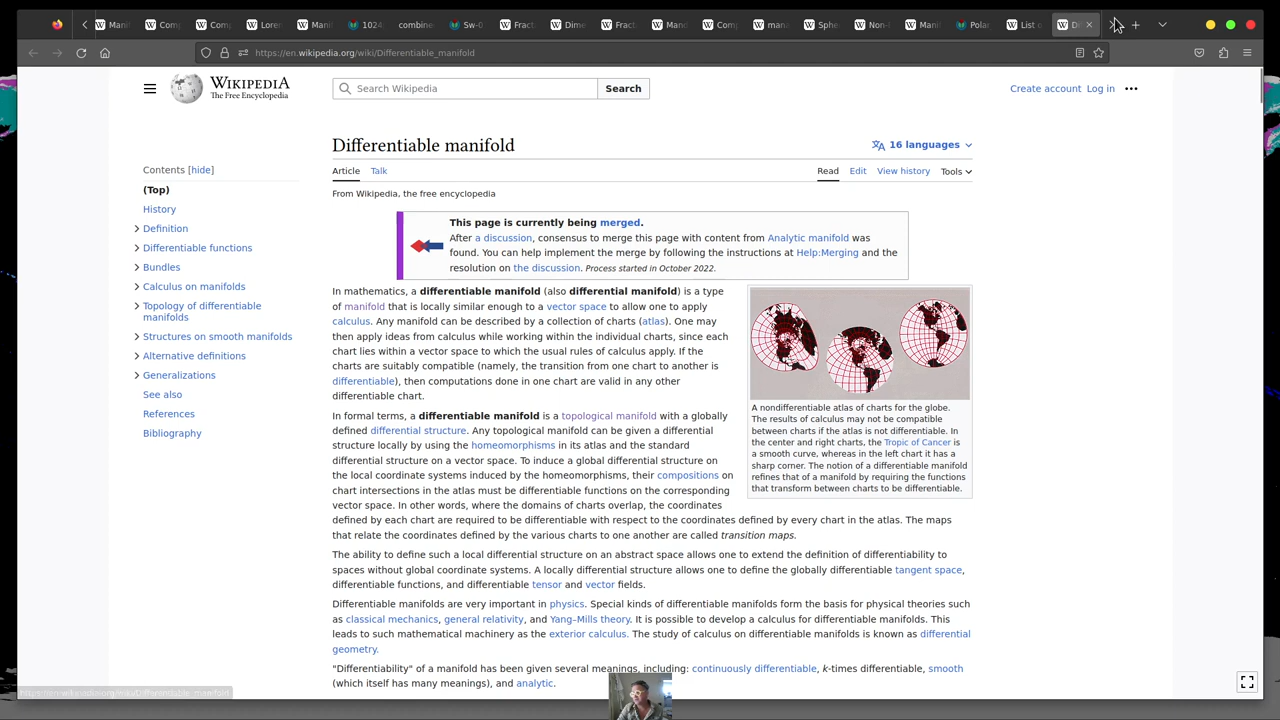 Mani
Com
Com
Lore
Mani
1024
combine
Sw-0
Fract
Dime
Fract
Mand
Comp
mana
Sphe
Non-
Mani
Pola
List o
D
https://en.wikipedia.org/wiki/Differentiable_manifold
WIKIPEDIA
The Free Encyclopedia
Search Wikipedia
Search
Create account Log in
Differentiable manifold
16 languages
Contents [hide]
Article Talk
Read Edit View history Tools
(Top)
From Wikipedia, the free encyclopedia
History
Definition
Differentiable functions
Bundles
Calculus on manifolds
Topology of differentiable
manifolds
Structures on smooth manifolds
Alternative definitions
Generalizations
See also
References
Bibliography
This page is currently being merged.
After a discussion, consensus to merge this page with content from Analytic manifold was
found. You can help implement the merge by following the instructions at Help:Merging and the
resolution on the discussion. Process started in October 2022.
In mathematics, a differentiable manifold (also differential manifold) is a type
of manifold that is locally similar enough to a vector space to allow one to apply
calculus. Any manifold can be described by a collection of charts (atlas). One may
then apply ideas from calculus while working within the individual charts, since each
chart lies within a vector space to which the usual rules of calculus apply. If the
charts are suitably compatible (namely, the transition from one chart to another is
differentiable), then computations done in one chart are valid in any other
differentiable chart.
A nondifferentiable atlas of charts for the globe.
The results of calculus may not be compatible
between charts if the atlas is not differentiable. In
the center and right charts, the Tropic of Cancer is
a smooth curve, whereas in the left chart it has a
sharp corner. The notion of a differentiable manifold
refines that of a manifold by requiring the functions
that transform between charts to be differentiable.
In formal terms, a differentiable manifold is a topological manifold with a globally
defined differential structure. Any topological manifold can be given a differential
structure locally by using the homeomorphisms in its atlas and the standard
differential structure on a vector space. To induce a global differential structure on
the local coordinate systems induced by the homeomorphisms, their compositions on
chart intersections in the atlas must be differentiable functions on the corresponding
vector space. In other words, where the domains of charts overlap, the coordinates
defined by each chart are required to be differentiable with respect to the coordinates defined by every chart in the atlas. The maps
that relate the coordinates defined by the various charts to one another are called transition maps.
The ability to define such a local differential structure on an abstract space allows one to extend the definition of differentiability to
spaces without global coordinate systems. A locally differential structure allows one to define the globally differentiable tangent space,
differentiable functions, and differentiable tensor and vector fields.
Differentiable manifolds are very important in physics. Special kinds of differentiable manifolds form the basis for physical theories such
as classical mechanics, general relativity, and Yang–Mills theory. It is possible to develop a calculus for differentiable manifolds. This
leads to such mathematical machinery as the exterior calculus. The study of calculus on differentiable manifolds is known as differential
geometry.
"Differentiability" of a manifold has been given several meanings, including: continuously differentiable, k-times differentiable, smooth
(which itself has many meanings), and analytic.
https://en.wikipedia.org/wiki/Differentiable_manifold